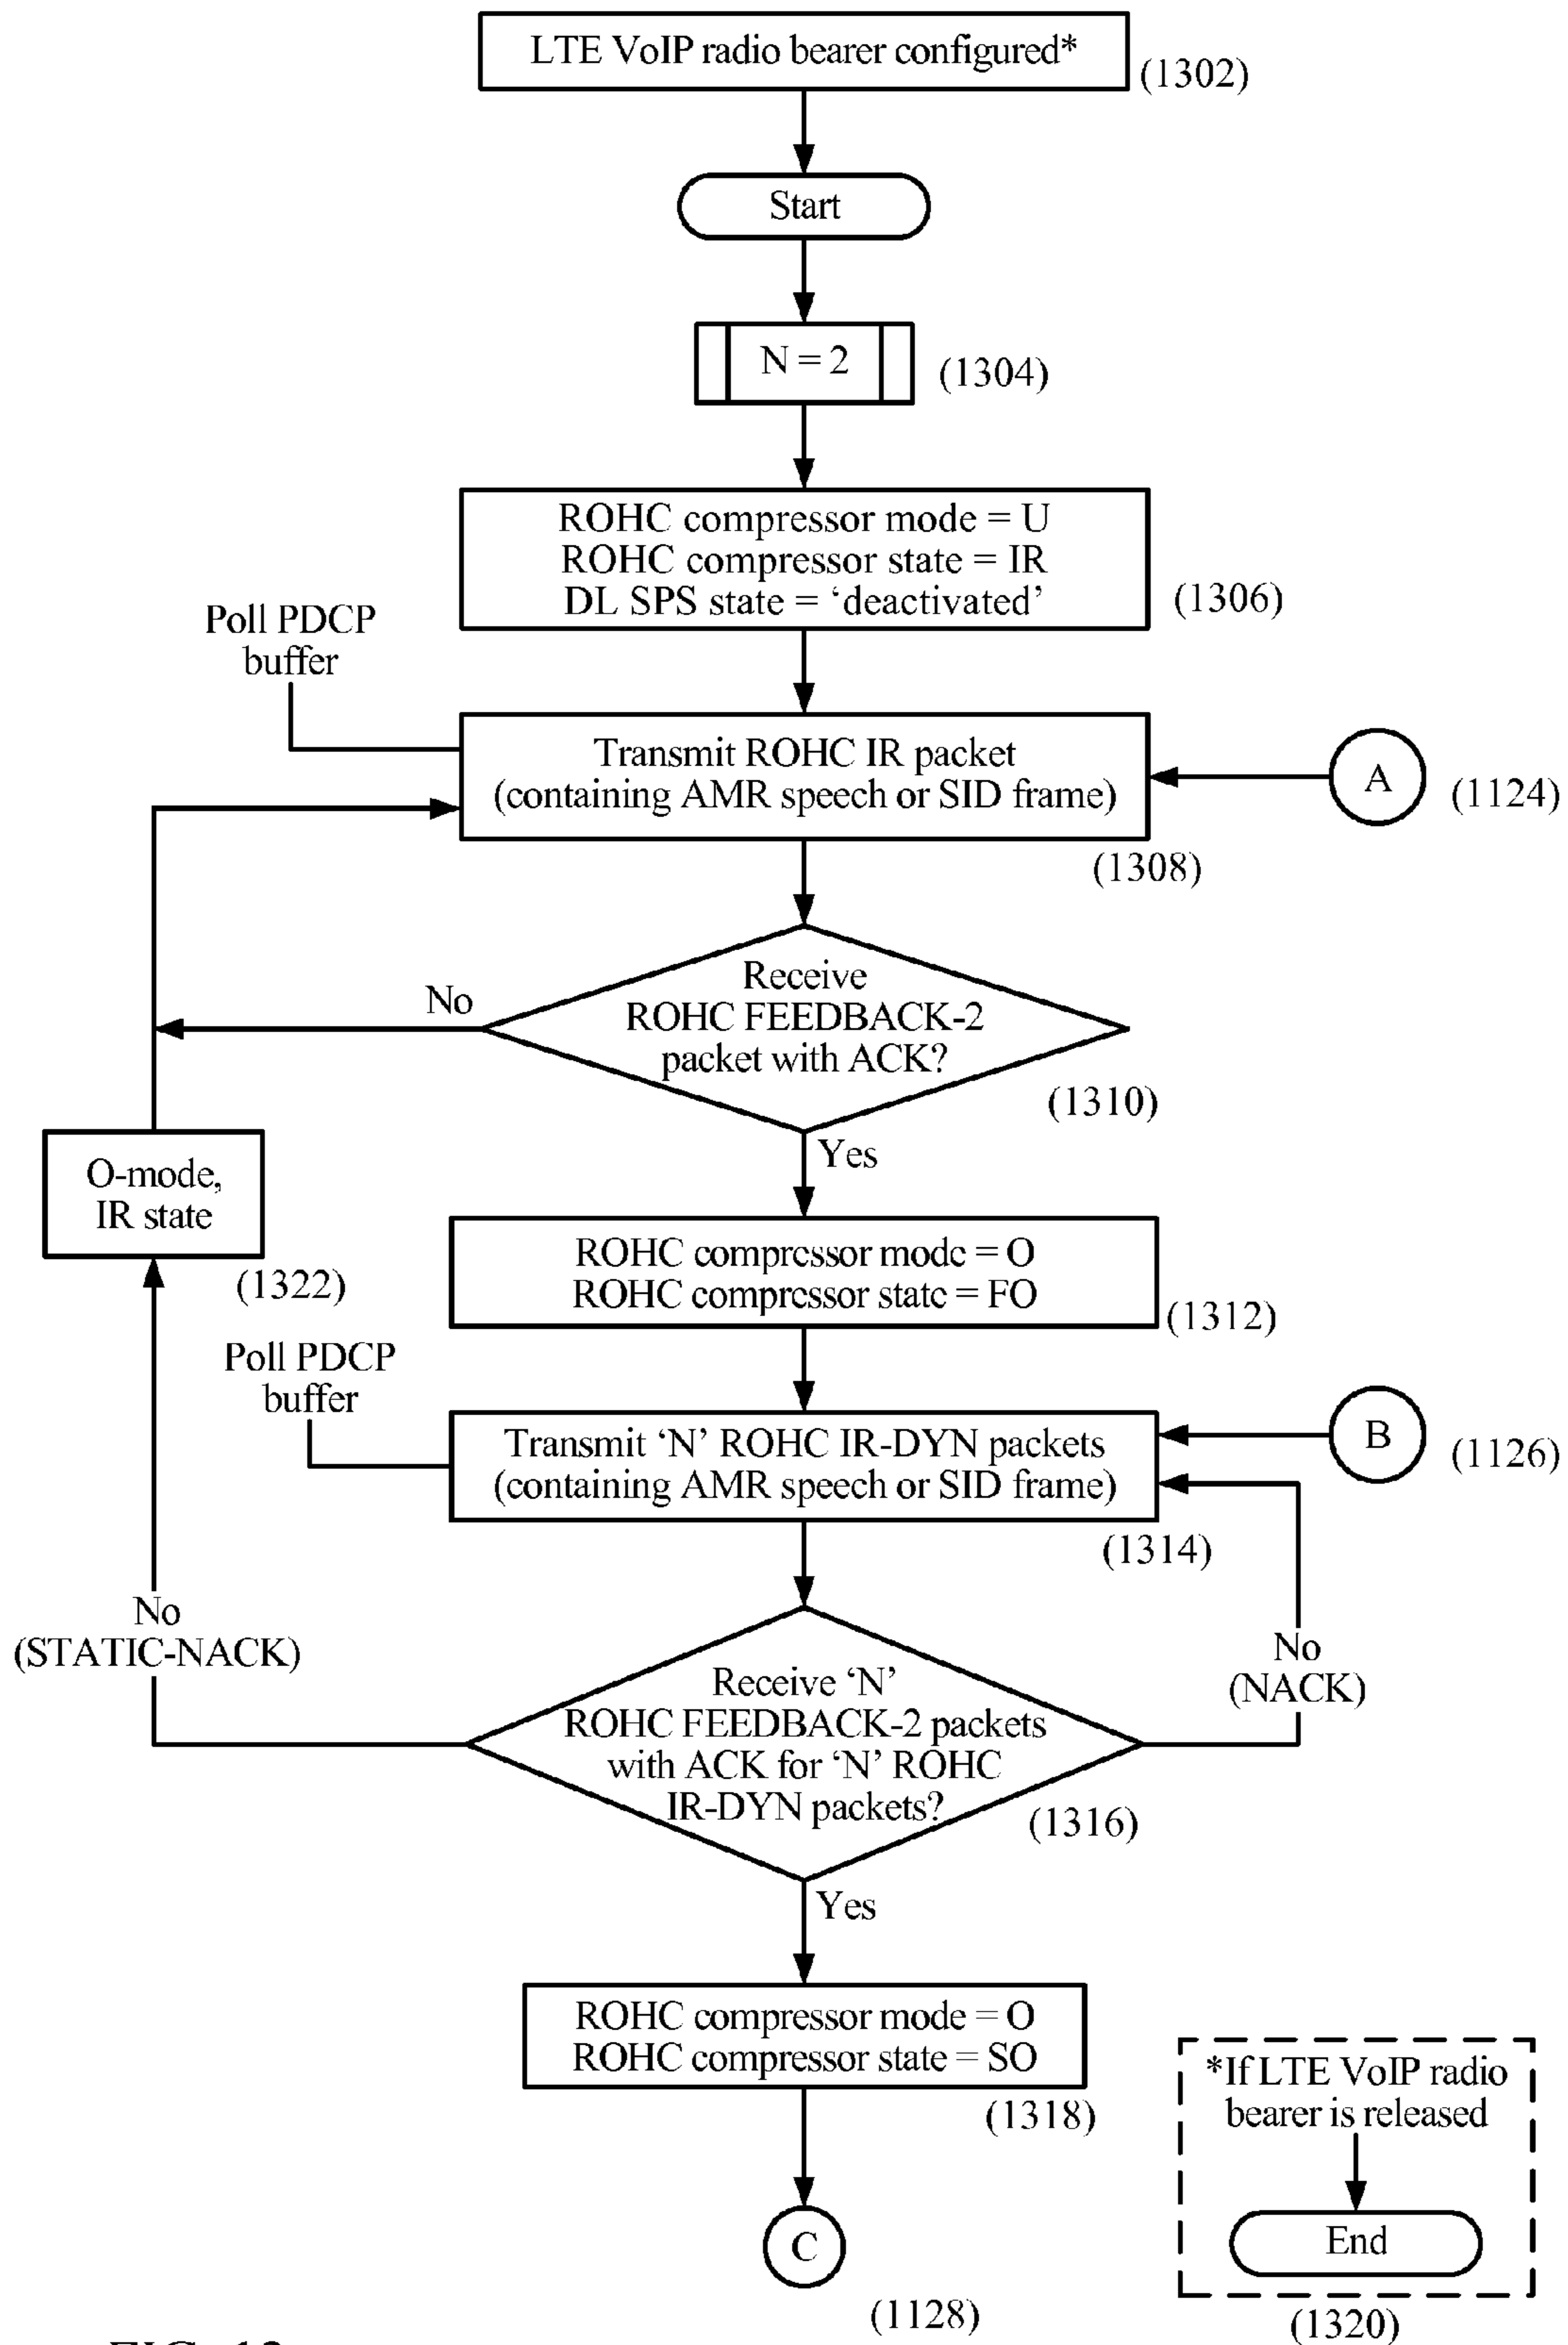 LTE VoIP radio bearer configured*
(1302)
Start
N = 2
(1304)
ROHC compressor mode = U
ROHC compressor state = IR
DL SPS state = ‘deactivated’
(1306)
Poll PDCP
buffer
Transmit ROHC IR packet
(containing AMR speech or SID frame)
(1308)
A
(1124)
Receive
ROHC FEEDBACK-2
packet with ACK?
(1310)
No
Yes
O-mode,
IR state
(1322)
ROHC compressor mode = O
ROHC compressor state = FO
(1312)
Poll PDCP
buffer
Transmit ‘N’ ROHC IR-DYN packets
(containing AMR speech or SID frame)
(1314)
B
(1126)
No
(STATIC-NACK)
Receive ‘N’
ROHC FEEDBACK-2 packets
with ACK for ‘N’ ROHC
IR-DYN packets?
(1316)
No
(NACK)
Yes
ROHC compressor mode = O
ROHC compressor state = SO
(1318)
C
(1128)
*If LTE VoIP radio
bearer is released
End
(1320)